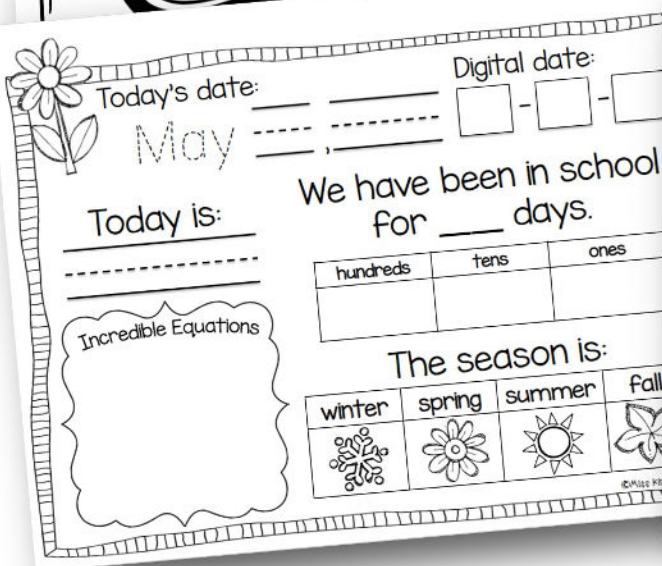 Today's date:
Digital date:
May , - -
Today is:
We have been in school
for ___ days.
hundreds tens ones
Incredible Equations
The season is:
winter spring summer fall
©Miss